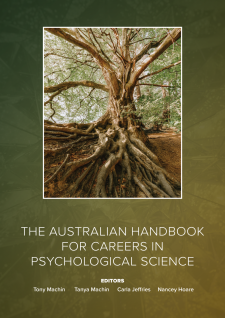 THE AUSTRALIAN HANDBOOK
FOR CAREERS IN
PSYCHOLOGICAL SCIENCE
EDITORS
Tony Machin Tanya Machin Carla Jeffries Nancey Hoare